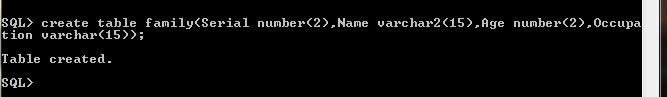 SQL> create table family(Serial number(2),Name varchar2(15),Age number(2),Occupa
tion varchar(15));
Table created.
SQL>